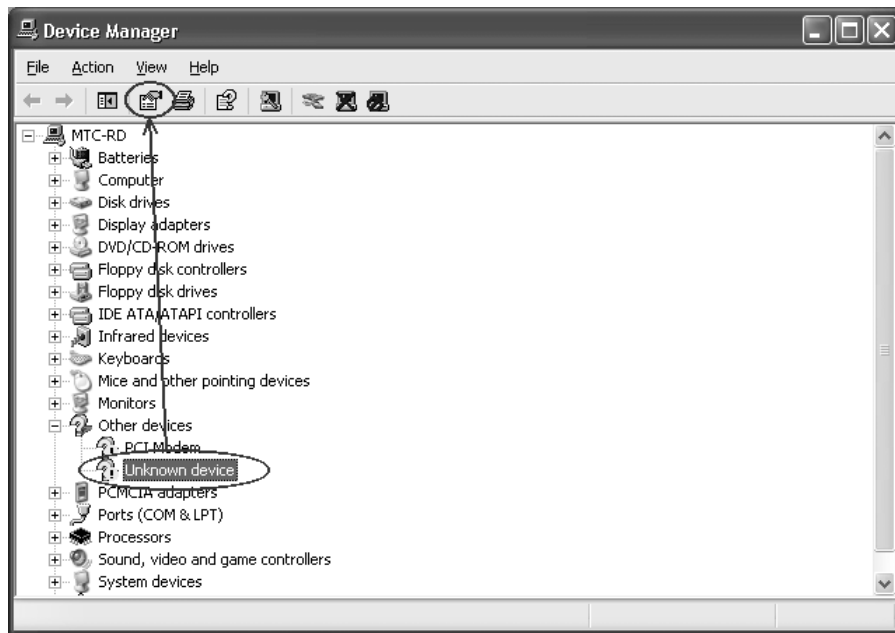 Device Manager
File Action View Help
MTC-RD
Batteries
Computer
Disk drives
Display adapters
DVD/CD-ROM drives
Floppy disk controllers
Floppy disk drives
IDE ATA/ATAPI controllers
Infrared devices
Keyboards
Mice and other pointing devices
Monitors
Other devices
PCI Modem
Unknown device
PCMCIA adapters
Ports (COM & LPT)
Processors
Sound, video and game controllers
System devices